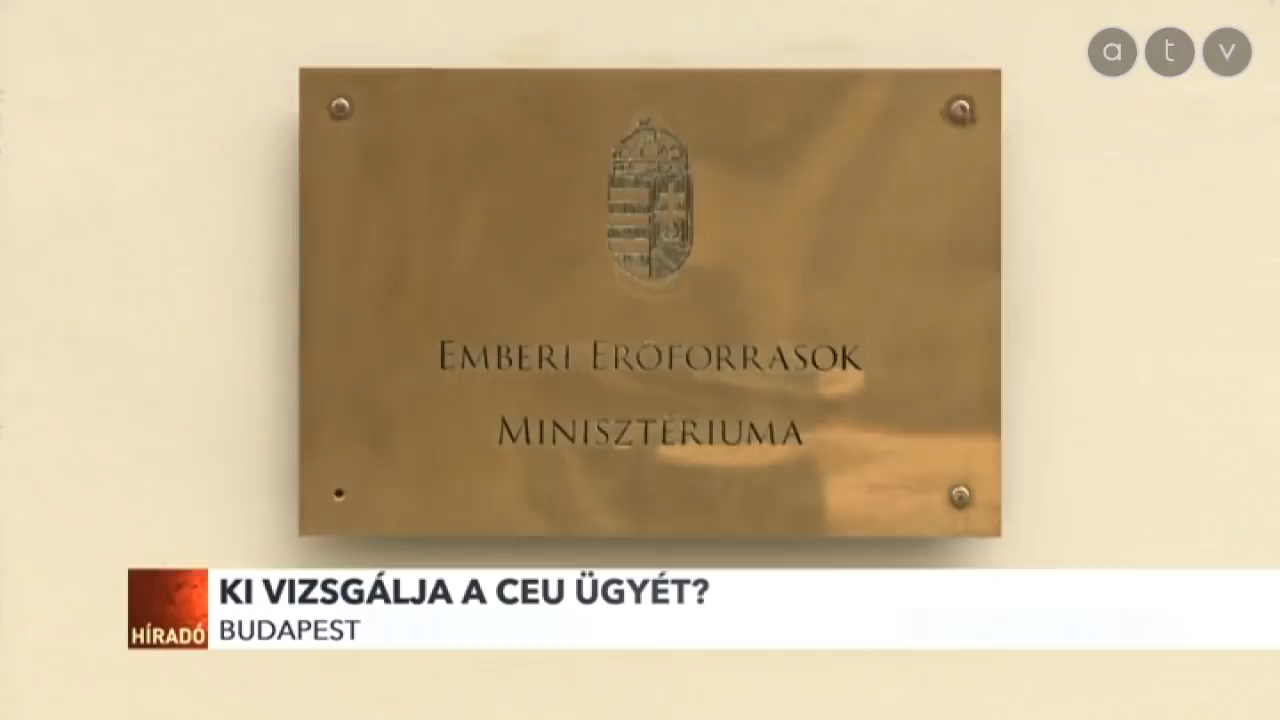 a t v
EMBERI ERŐFORRÁSOK
MINISZTÉRIUMA
KI VIZSGÁLJA A CEU ÜGYÉT?
HÍRADÓ
BUDAPEST